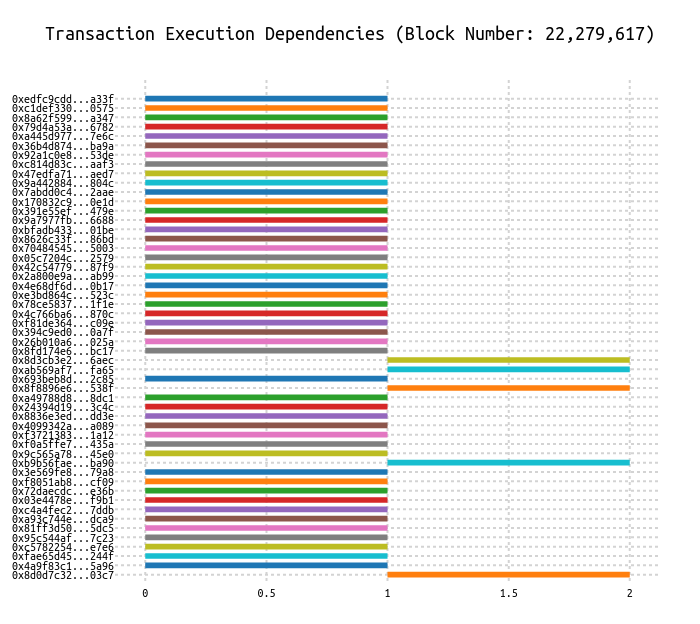 Transaction Execution Dependencies (Block Number: 22,279,617)
0xedfc9cdd...a33f
0xc1def330...0575
0x8a62f599...a347
0x79d4a53a...6782
0xa445d977...7e6c
0x36b4d874...ba9a
0x92a1c0e8...53de
0xc814d83c...aaf3
0x47edfa71...aed7
0x9a442884...804c
0x7abdd0c4...2aae
0x170832c9...0e1d
0x391e55ef...479e
0x9a7977fb...6688
0xbfadb433...01be
0x8626c33f...86bd
0x70484545...5003
0x05c7204c...2579
0x42c54779...87f9
0x2a800e9a...ab99
0x4e68df6d...0b17
0xe3bd864c...523c
0x78ce5837...1f1e
0x4c766ba6...870c
0xf81de364...c09e
0x394c9ed0...0a7f
0x26b010a6...025a
0x8fd174e6...bc17
0x8d3cb3e2...6aec
0xab569af7...fa65
0x693beb8d...2c85
0x8f8896e6...538f
0xa49788d8...8dc1
0x24394d19...3c4c
0x8836e3ed...dd3e
0x4099342a...a089
0xf3721383...1a12
0xf0a5ffe7...435a
0x9c565a78...45e0
0xb9b56fae...ba90
0x3e569fe8...79a8
0xf8051ab8...cf09
0x72daecdc...e36b
0x03e4478e...f9b1
0xc4a4fec2...7ddb
0xa93c744e...dca9
0x81ff3d50...5dc5
0x95c544af...7c23
0xc5782254...e7e6
0xfae65d45...244f
0x4a9f83c1...5a96
0x8d0d7c32...03c7
0 0.5 1 1.5 2